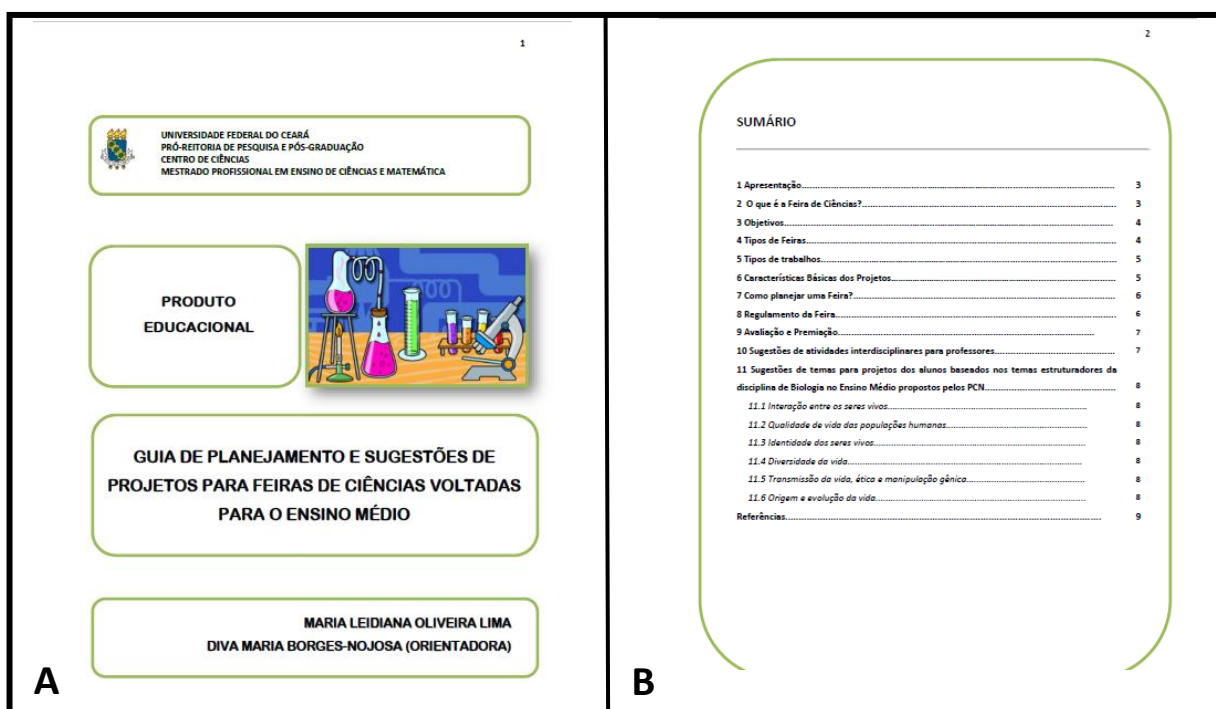 1
UNIVERSIDADE FEDERAL DO CEARÁ
PRÓ-REITORIA DE PESQUISA E PÓS-GRADUAÇÃO
CENTRO DE CIÊNCIAS
MESTRADO PROFISSIONAL EM ENSINO DE CIÊNCIAS E MATEMÁTICA
PRODUTO
EDUCACIONAL
GUIA DE PLANEJAMENTO E SUGESTÕES DE
PROJETOS PARA FEIRAS DE CIÊNCIAS VOLTADAS
PARA O ENSINO MÉDIO
MARIA LEIDIANA OLIVEIRA LIMA
DIVA MARIA BORGES-NOJOSA (ORIENTADORA)
A
2
SUMÁRIO
1 Apresentação........ 3
2 O que é a Feira de Ciências?........ 3
3 Objetivos........ 4
4 Tipos de Feiras........ 4
5 Tipos de trabalhos........ 5
6 Características Básicas dos Projetos........ 5
7 Como planejar uma Feira?........ 6
8 Regulamento da Feira........ 6
9 Avaliação e Premiação........ 7
10 Sugestões de atividades interdisciplinares para professores........ 7
11 Sugestões de temas para projetos dos alunos baseados nos temas estruturadores da
disciplina de Biologia no Ensino Médio propostos pelos PCN........ 8
11.1 Interação entre os seres vivos........ 8
11.2 Qualidade de vida das populações humanas........ 8
11.3 Identidade dos seres vivos........ 8
11.4 Diversidade da vida........ 8
11.5 Transmissão da vida, ética e manipulação gênica........ 8
11.6 Origem e evolução da vida........ 8
Referências........ 9
B